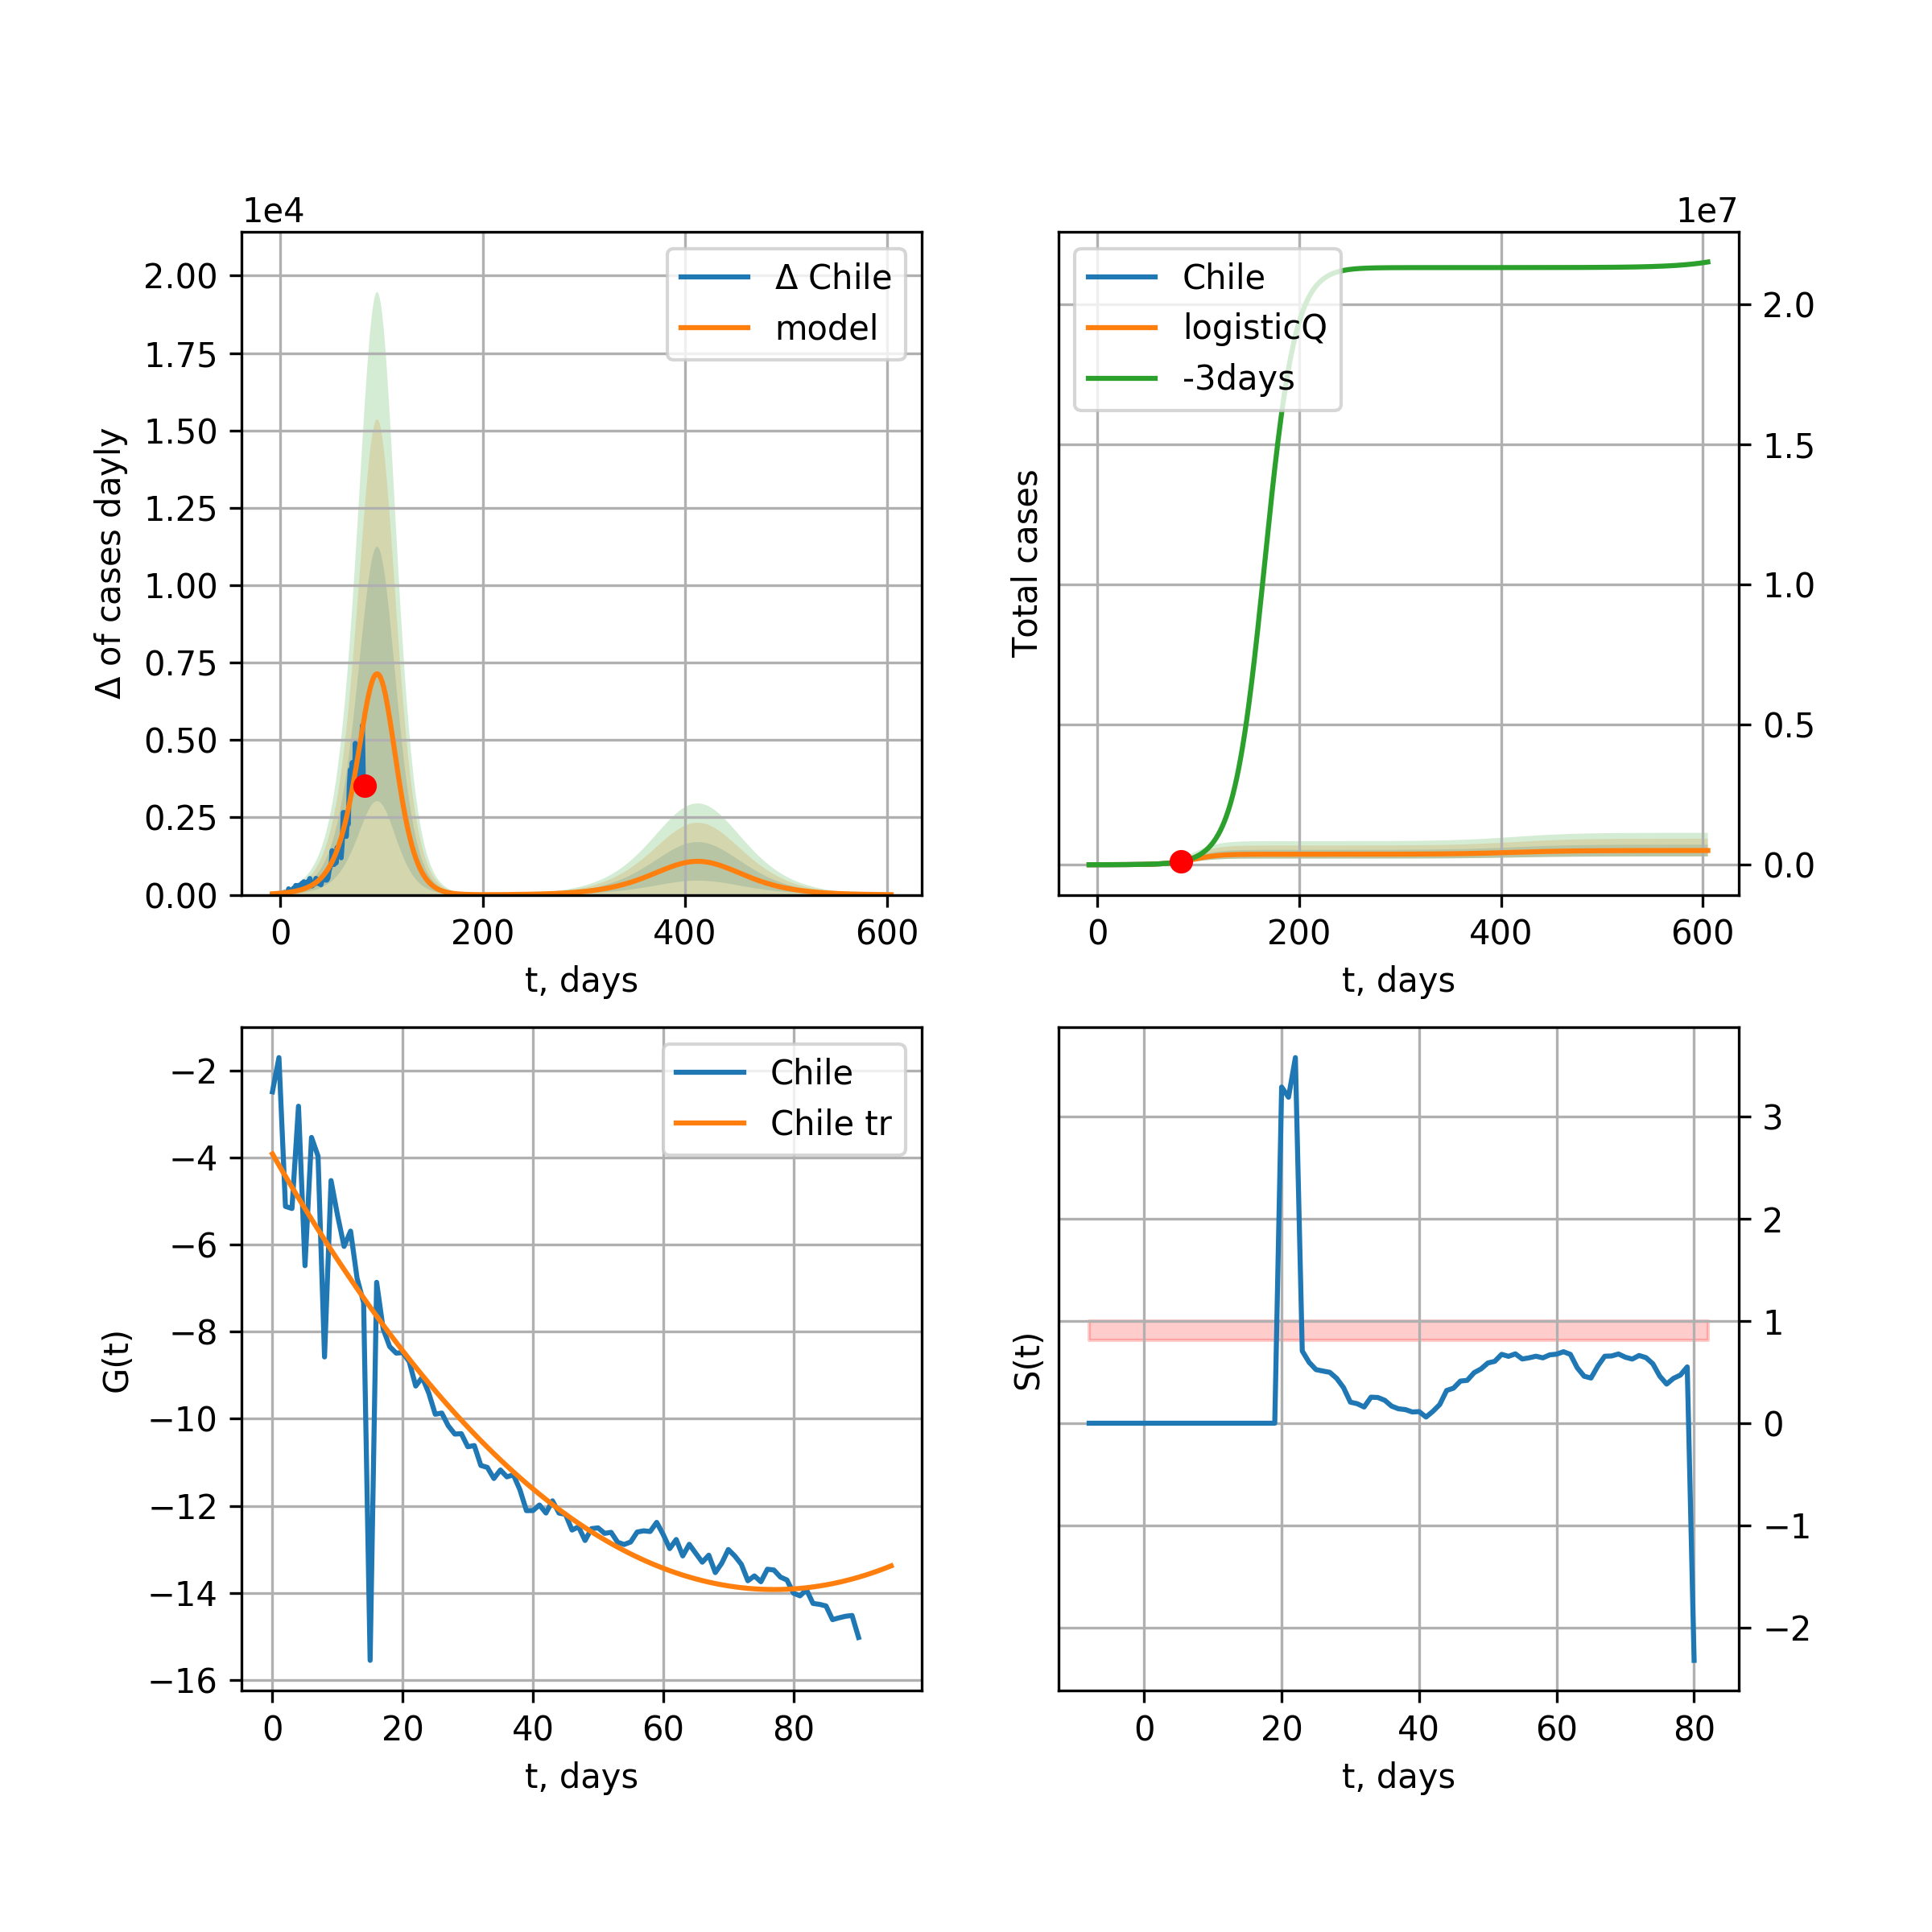 1e4
Δ of cases dayly
2.00
1.75
1.50
1.25
1.00
0.75
0.50
0.25
0.00
Δ Chile
model
0 200 400 600
t, days
1e7
Total cases
Chile
logisticQ
-3days
2.0
1.5
1.0
0.5
0.0
0 200 400 600
t, days
G(t)
−2
−4
−6
−8
−10
−12
−14
−16
Chile
Chile tr
0 20 40 60 80
t, days
S(t)
3
2
1
0
−1
−2
0 20 40 60 80
t, days